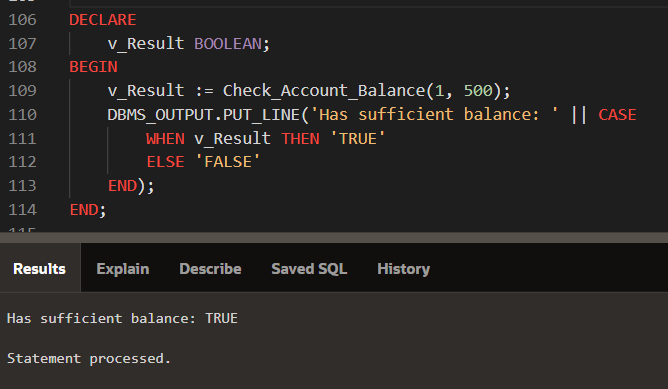 106 DECLARE
107 v_Result BOOLEAN;
108 BEGIN
109 v_Result := Check_Account_Balance(1, 500);
110 DBMS_OUTPUT.PUT_LINE('Has sufficient balance: ' || CASE
111 WHEN v_Result THEN 'TRUE'
112 ELSE 'FALSE'
113 END);
114 END;
Results Explain Describe Saved SQL History
Has sufficient balance: TRUE
Statement processed.